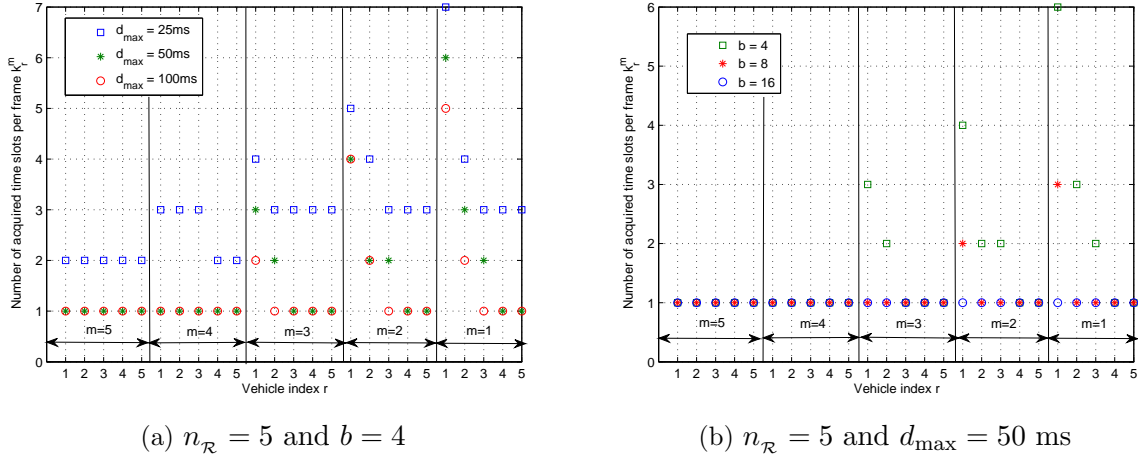 Number of acquired time slots per frame k_r^m
7
6
5
4
3
2
1
0
d_max = 25ms
d_max = 50ms
d_max = 100ms
m=5 m=4 m=3 m=2 m=1
1 2 3 4 5 1 2 3 4 5 1 2 3 4 5 1 2 3 4 5 1 2 3 4 5
Vehicle index r
(a) n_ℛ = 5 and b = 4
Number of acquired time slots per frame k_r^m
6
5
4
3
2
1
0
b = 4
b = 8
b = 16
m=5 m=4 m=3 m=2 m=1
1 2 3 4 5 1 2 3 4 5 1 2 3 4 5 1 2 3 4 5 1 2 3 4 5
Vehicle index r
(b) n_ℛ = 5 and d_max = 50 ms